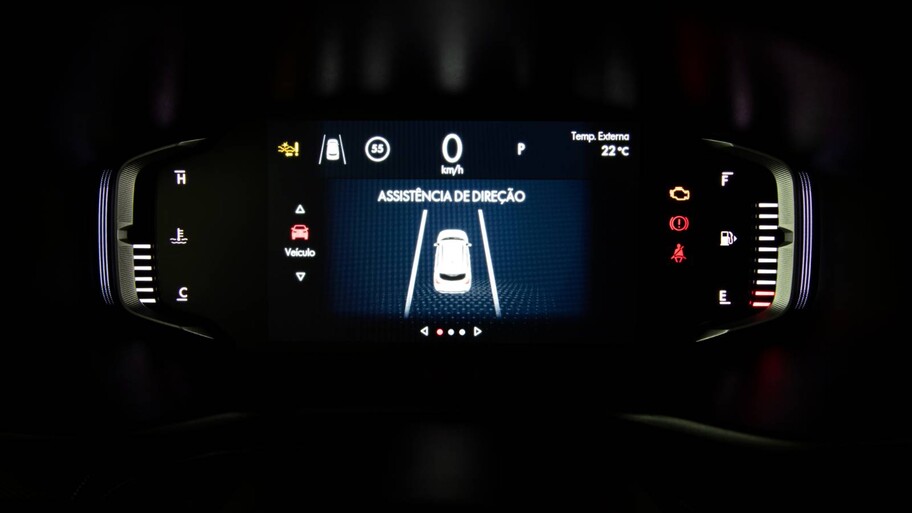 55
0
km/h
P
Temp. Externa
22 °C
H
C
Veículo
ASSISTÊNCIA DE DIREÇÃO
F
E